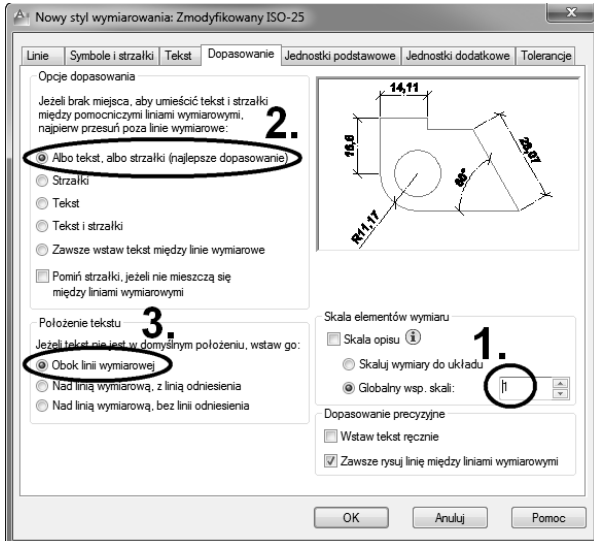 Nowy styl wymiarowania: Zmodyfikowany ISO-25
Linie Symbole i strzałki Tekst Dopasowanie Jednostki podstawowe Jednostki dodatkowe Tolerancje
Opcje dopasowania
Jeżeli brak miejsca, aby umieścić tekst i strzałki
między pomocniczymi liniami wymiarowymi,
najpierw przesuń poza linie wymiarowe:
2.
Albo tekst, albo strzałki (najlepsze dopasowanie)
Strzałki
Tekst
Tekst i strzałki
Zawsze wstaw tekst między linie wymiarowe
Pomiń strzałki, jeżeli nie mieszczą się
między liniami wymiarowymi
14,11
16,6
28,07
60°
R11,17
Położenie tekstu
3.
Jeżeli tekst nie jest w domyślnym położeniu, wstaw go:
Obok linii wymiarowej
Nad linią wymiarową, z linią odniesienia
Nad linią wymiarową, bez linii odniesienia
Skala elementów wymiaru
Skala opisu
1.
Skaluj wymiary do układu
Globalny wsp. skali: 1
Dopasowanie precyzyjne
Wstaw tekst ręcznie
Zawsze rysuj linię między liniami wymiarowymi
OK Anuluj Pomoc